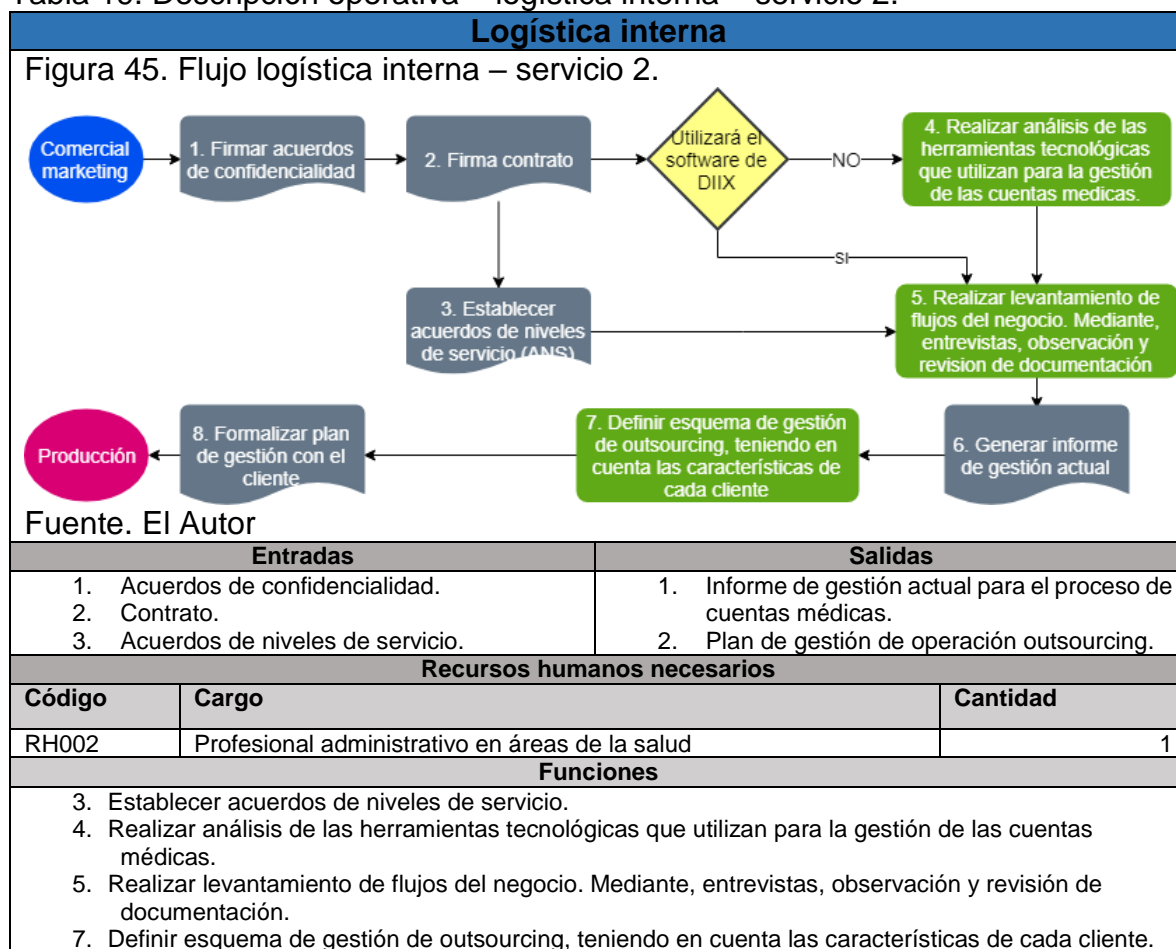 Logística interna
Figura 45. Flujo logística interna – servicio 2.
Comercial
marketing
1. Firmar acuerdos
de confidencialidad
2. Firma contrato
Utilizará el
software de
DIIX
NO
4. Realizar análisis de las
herramientas tecnológicas
que utilizan para la gestión
de las cuentas medicas.
SI
3. Establecer
acuerdos de niveles
de servicio (ANS)
5. Realizar levantamiento de
flujos del negocio. Mediante,
entrevistas, observación y
revision de documentación
Producción
8. Formalizar plan
de gestión con el
cliente
7. Definir esquema de gestión
de outsourcing, teniendo en
cuenta las características de
cada cliente
6. Generar informe
de gestión actual
Fuente. El Autor
Entradas
Salidas
1. Acuerdos de confidencialidad.
2. Contrato.
3. Acuerdos de niveles de servicio.
1. Informe de gestión actual para el proceso de
cuentas médicas.
2. Plan de gestión de operación outsourcing.
Recursos humanos necesarios
Código Cargo Cantidad
RH002 Profesional administrativo en áreas de la salud 1
Funciones
3. Establecer acuerdos de niveles de servicio.
4. Realizar análisis de las herramientas tecnológicas que utilizan para la gestión de las cuentas
médicas.
5. Realizar levantamiento de flujos del negocio. Mediante, entrevistas, observación y revisión de
documentación.
7. Definir esquema de gestión de outsourcing, teniendo en cuenta las características de cada cliente.